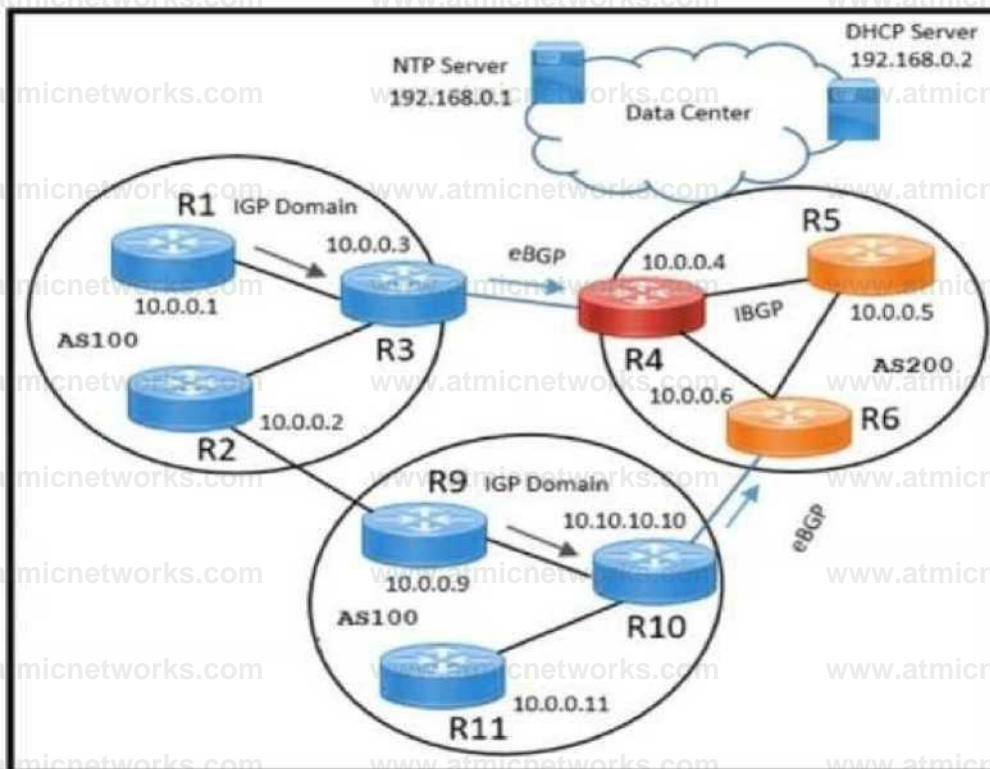 DHCP Server
192.168.0.2
NTP Server
192.168.0.1
Data Center
R1
IGP Domain
10.0.0.3
10.0.0.1
AS100
R3
10.0.0.2
R2
eBGP
10.0.0.4
R5
IBGP
10.0.0.5
R4
AS200
10.0.0.6
R6
R9
IGP Domain
10.10.10.10
eBGP
10.0.0.9
AS100
R10
10.0.0.11
R11
www.atmicnetworks.com